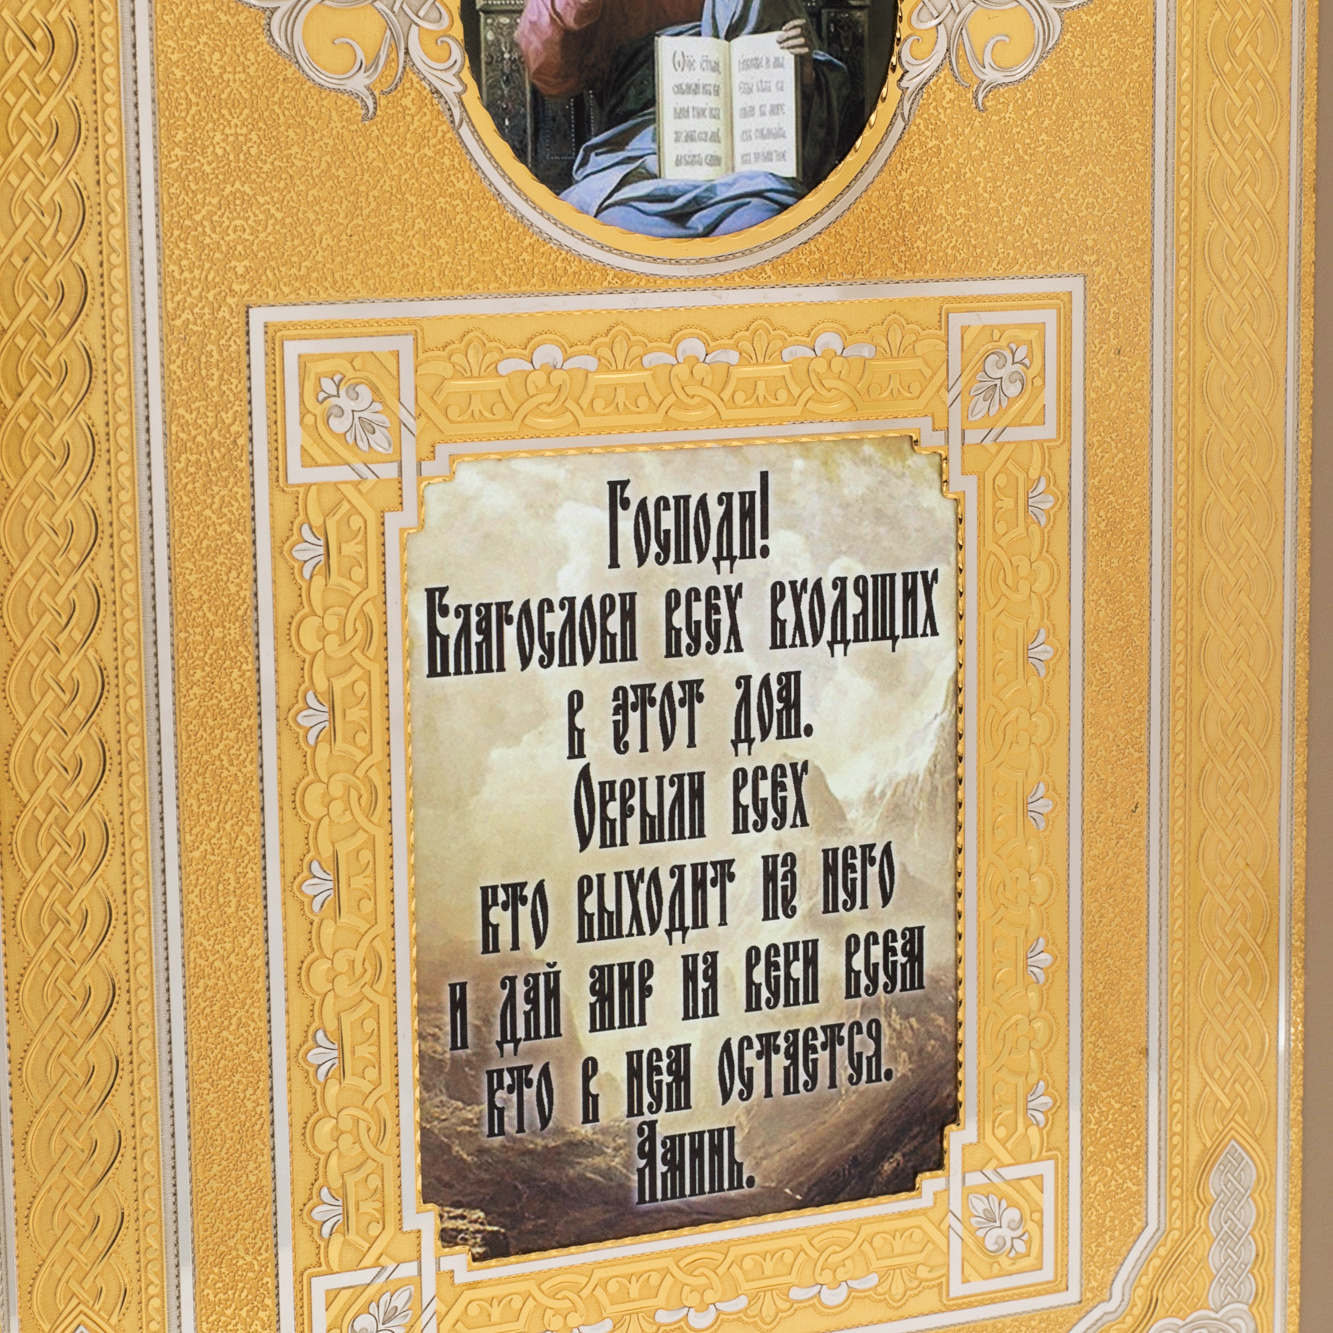 Господи!
Благослови всех входящих
в этот дом.
Окрыли всех
кто выходит из него
и дай мир на веки всем
кто в нем остается.
Аминь.